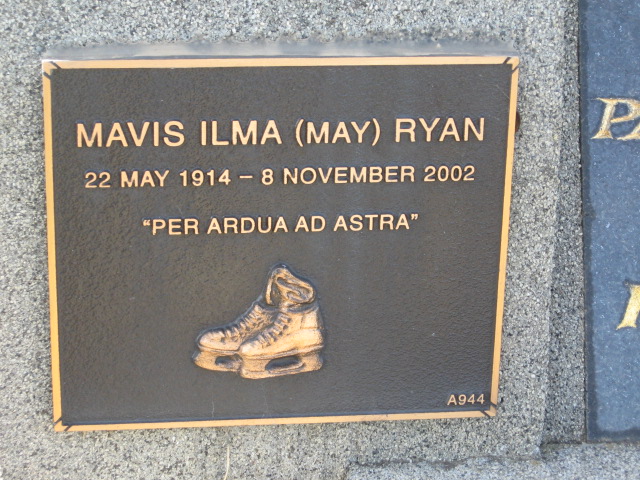 MAVIS ILMA (MAY) RYAN
22 MAY 1914 – 8 NOVEMBER 2002
“PER ARDUA AD ASTRA”
A944